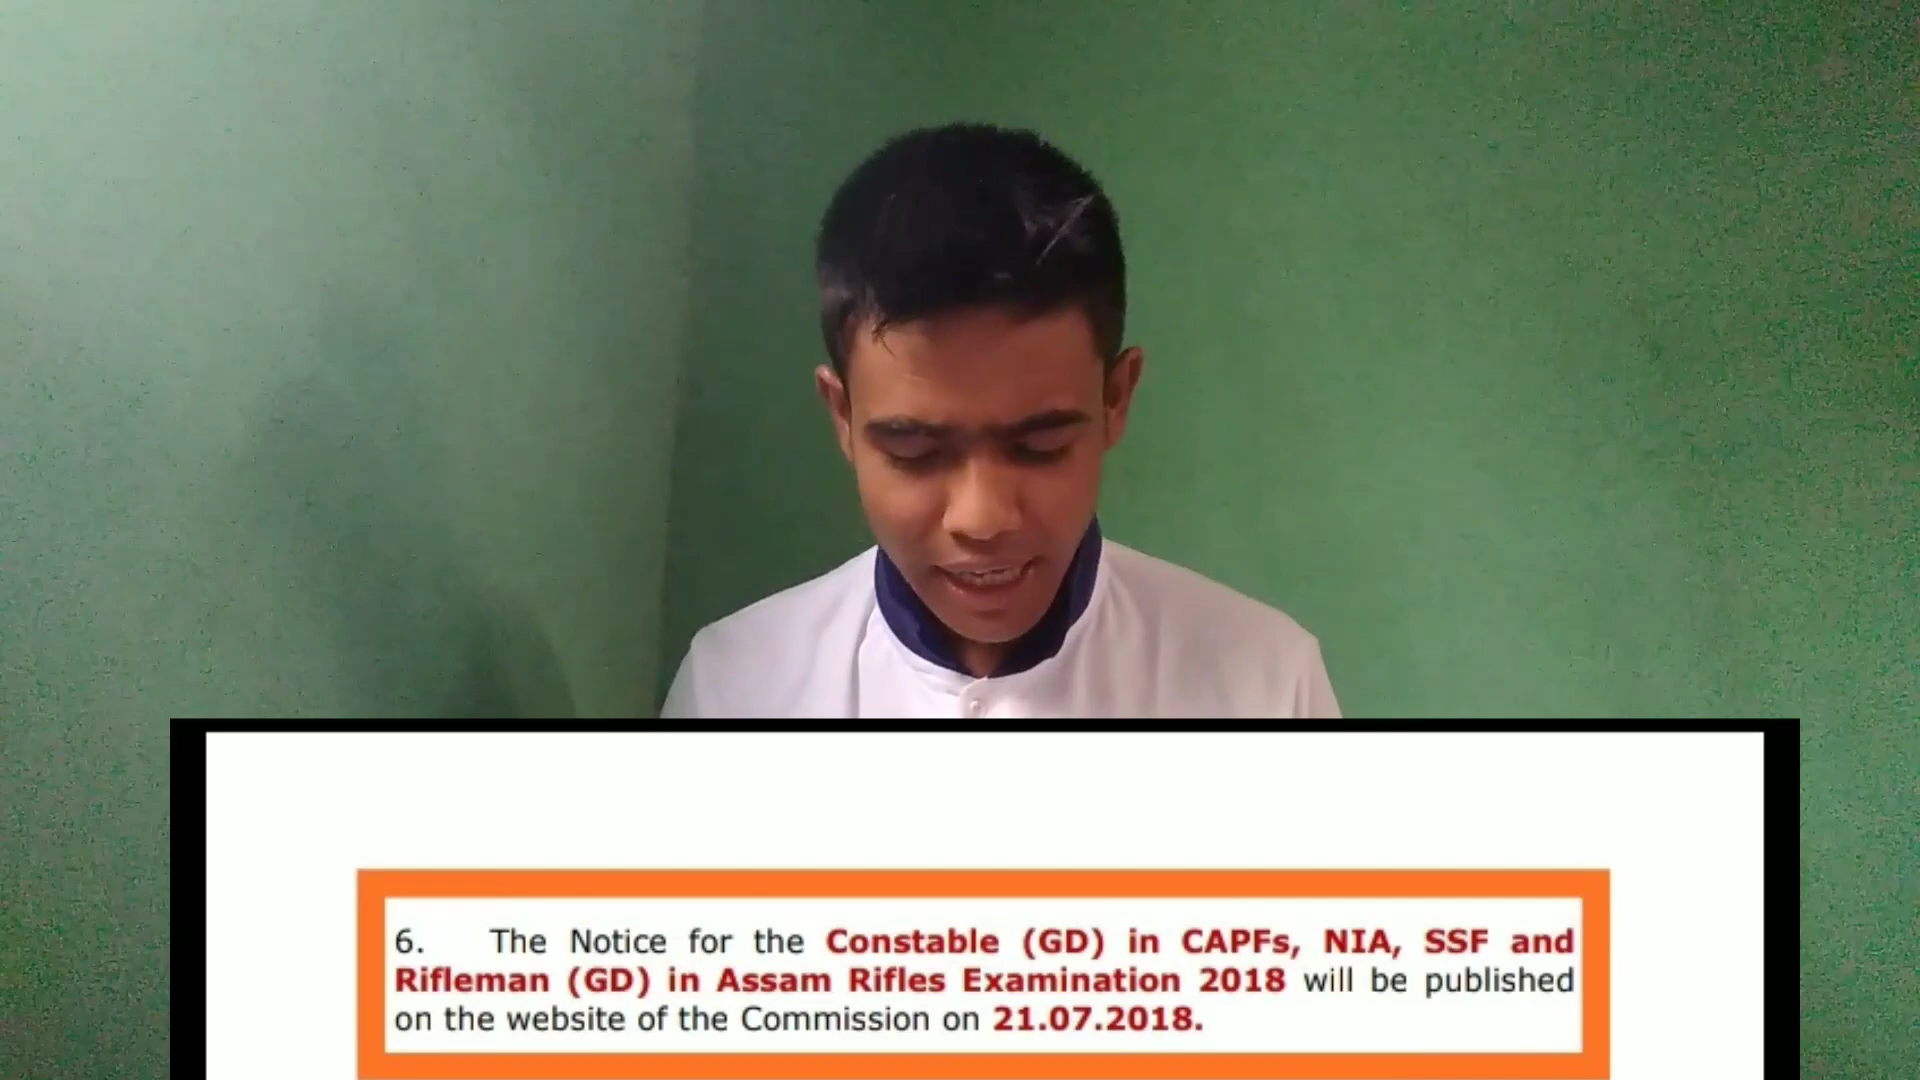 6. The Notice for the Constable (GD) in CAPFs, NIA, SSF and
Rifleman (GD) in Assam Rifles Examination 2018 will be published
on the website of the Commission on 21.07.2018.